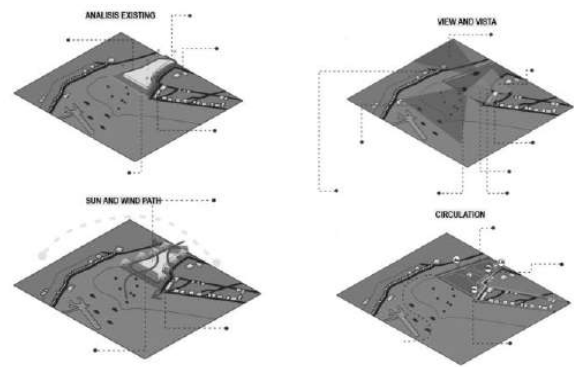 ANALISIS EXISTING
VIEW AND VISTA
SUN AND WIND PATH
CIRCULATION